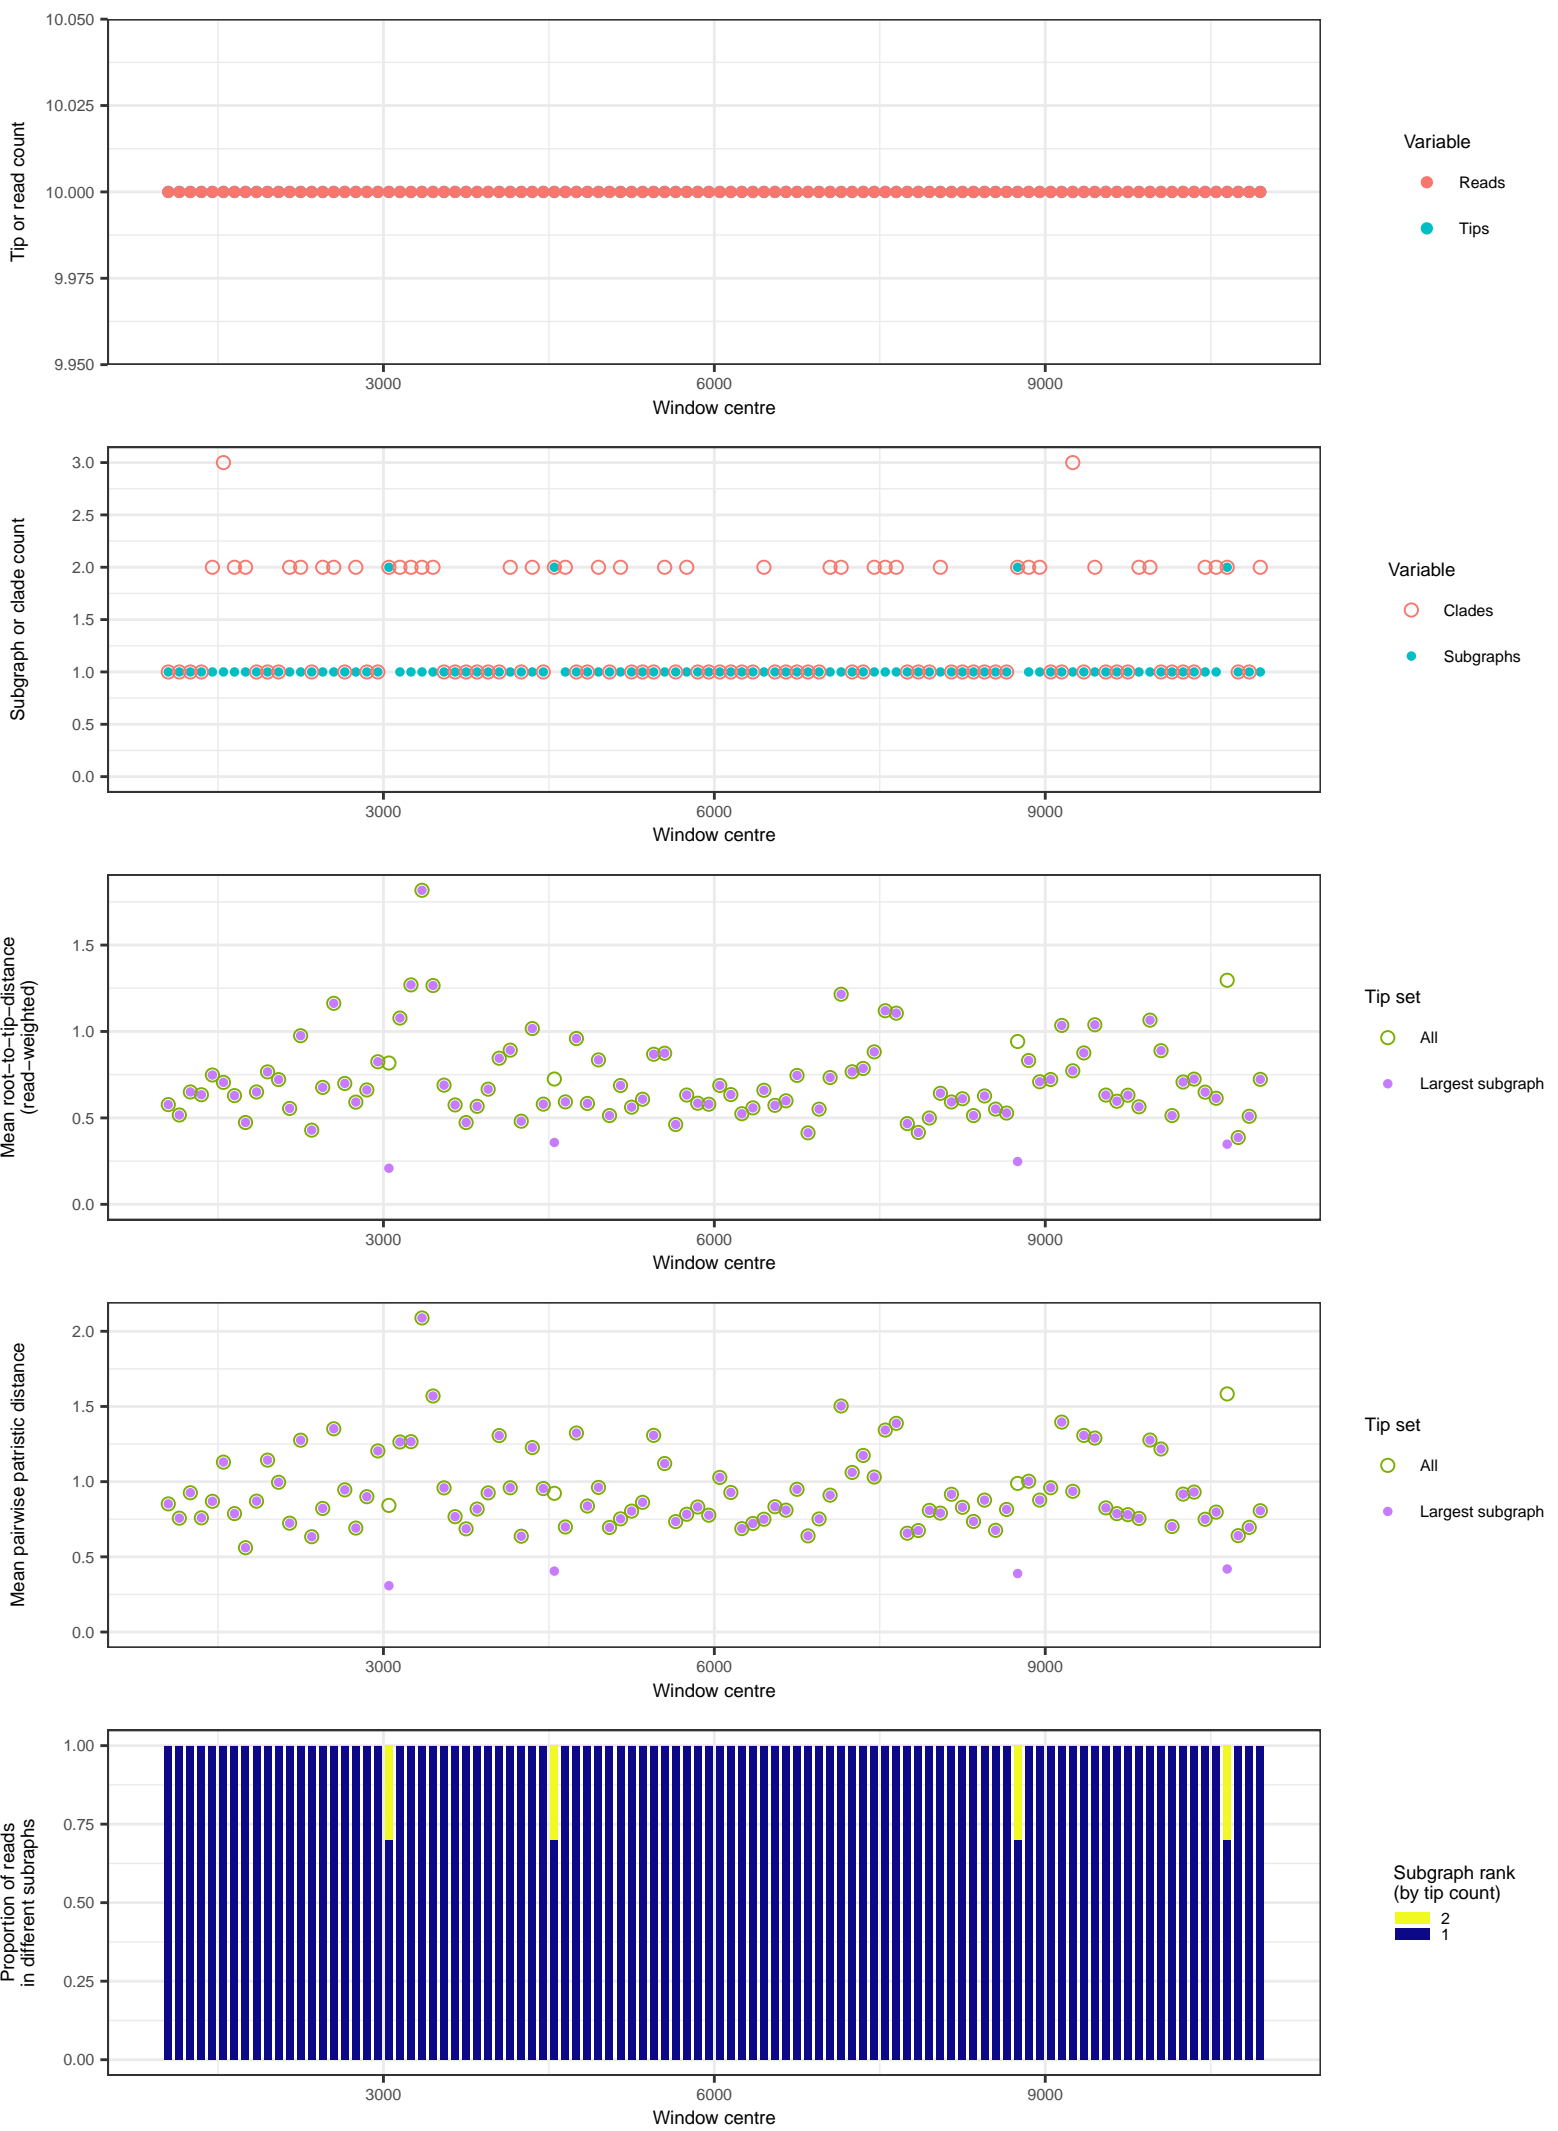 10.050
10.025
10.000
9.975
9.950
Tip or read count
3000 6000 9000
Window centre
Variable
Reads
Tips
3.0
2.5
2.0
1.5
1.0
0.5
0.0
Subgraph or clade count
3000 6000 9000
Window centre
Variable
Clades
Subgraphs
1.5
1.0
0.5
0.0
Mean root−to−tip−distance
(read−weighted)
3000 6000 9000
Window centre
Tip set
All
Largest subgraph
2.0
1.5
1.0
0.5
0.0
Mean pairwise patristic distance
3000 6000 9000
Window centre
Tip set
All
Largest subgraph
1.00
0.75
0.50
0.25
0.00
Proportion of reads
in different subraphs
3000 6000 9000
Window centre
Subgraph rank
(by tip count)
2
1